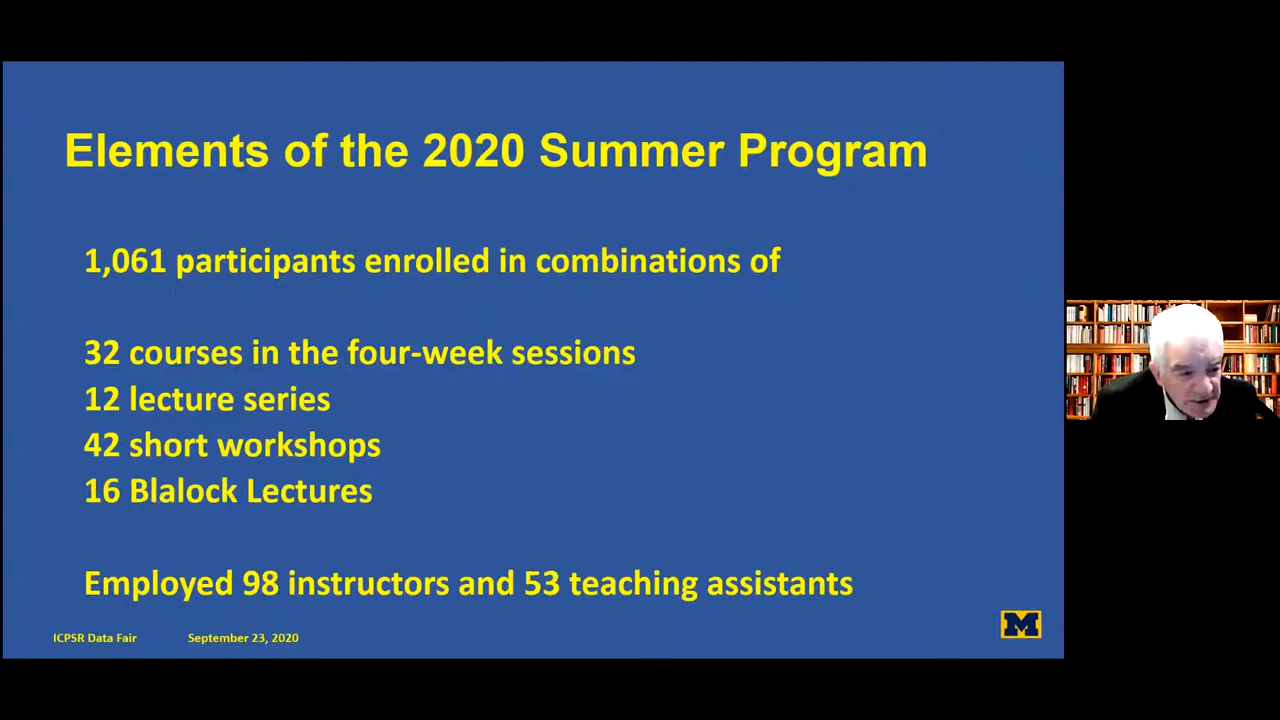 Elements of the 2020 Summer Program
1,061 participants enrolled in combinations of
32 courses in the four-week sessions
12 lecture series
42 short workshops
16 Blalock Lectures
Employed 98 instructors and 53 teaching assistants
ICPSR Data Fair September 23, 2020
M